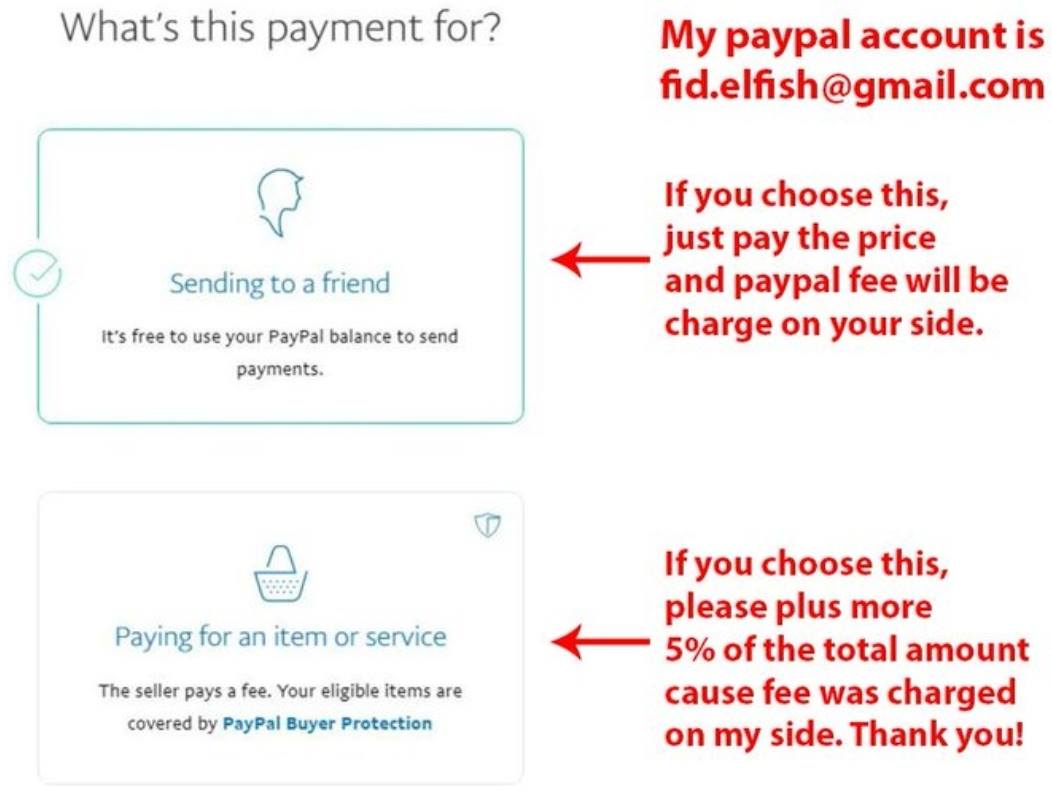 What's this payment for?
My paypal account is
fid.elfish@gmail.com
Sending to a friend
It's free to use your PayPal balance to send
payments.
If you choose this,
just pay the price
and paypal fee will be
charge on your side.
Paying for an item or service
The seller pays a fee. Your eligible items are
covered by PayPal Buyer Protection
If you choose this,
please plus more
5% of the total amount
cause fee was charged
on my side. Thank you!